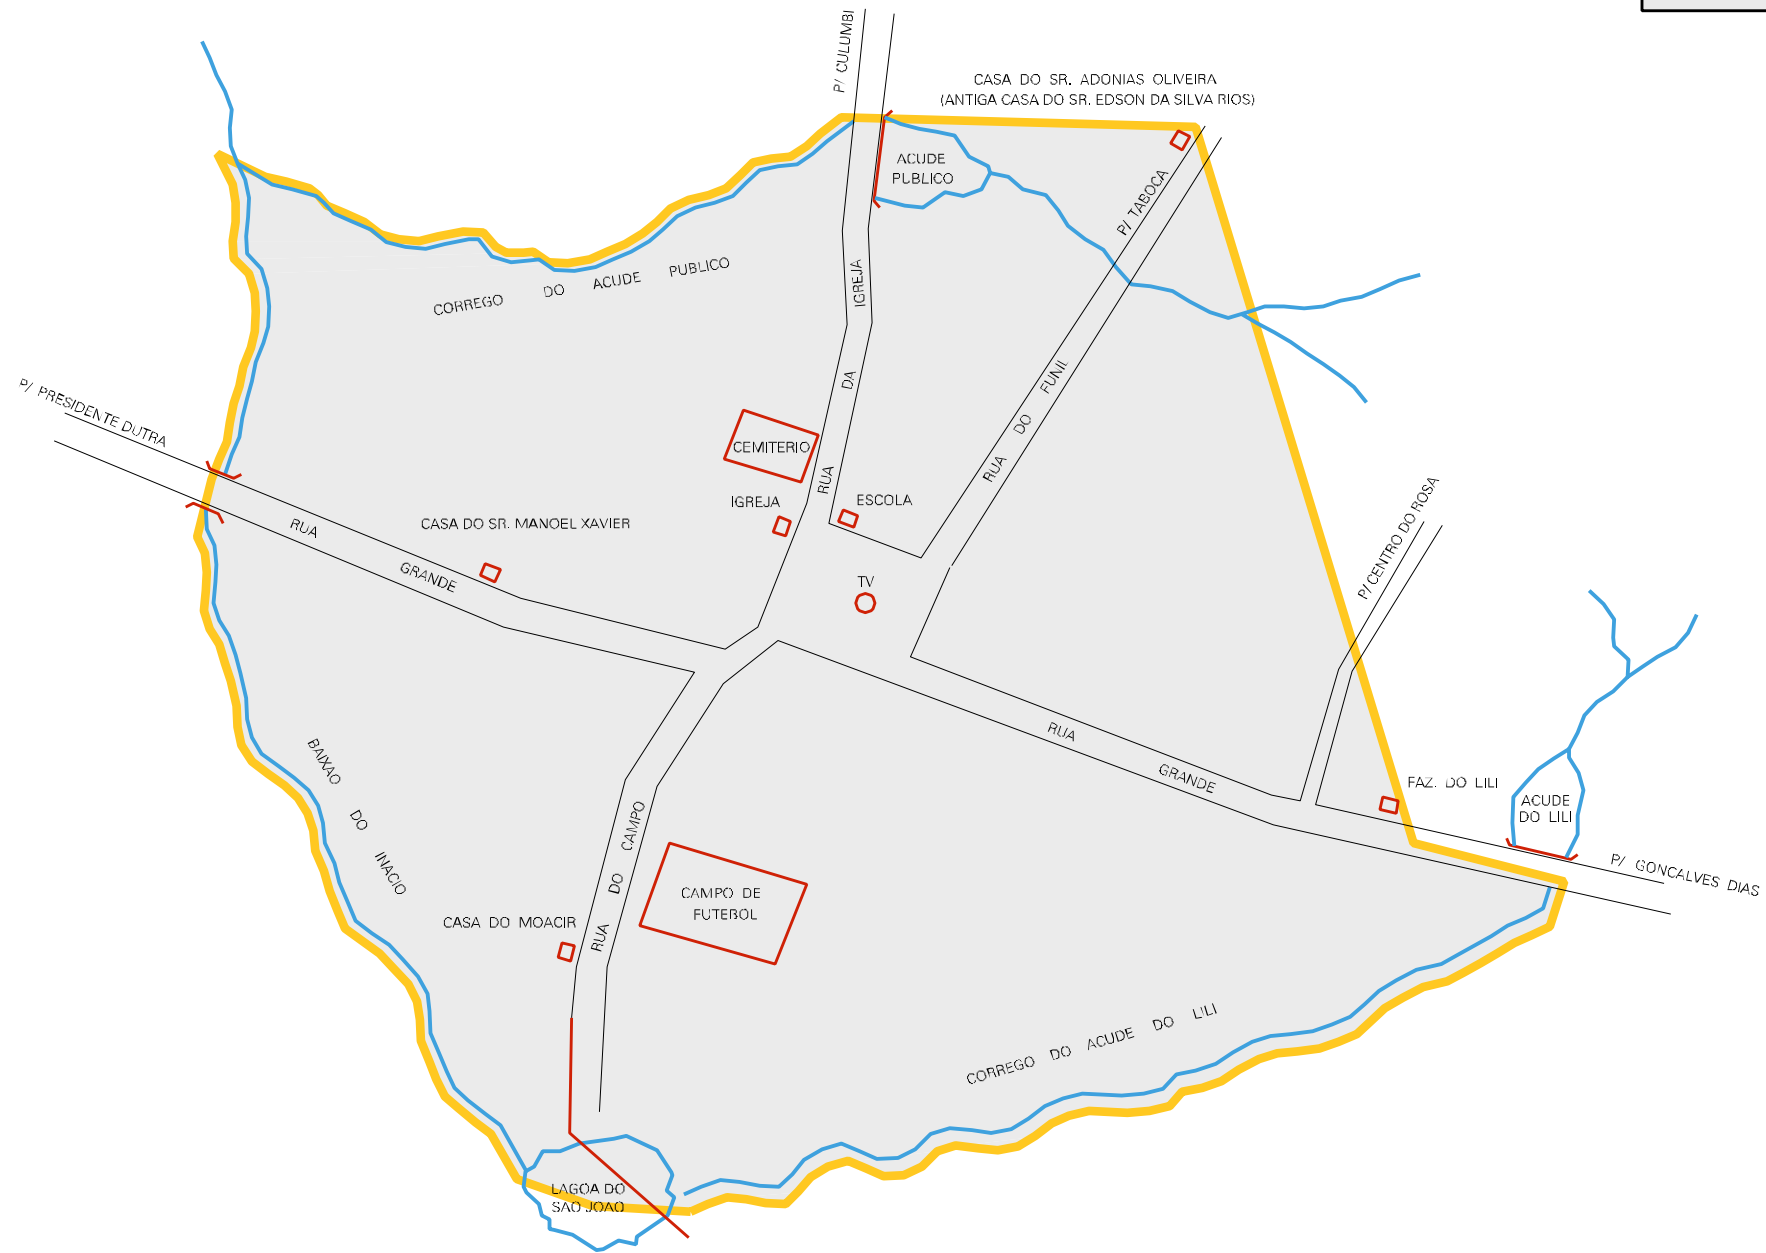 P/ CULUMBI
CASA DO SR. ADONIAS OLIVEIRA
(ANTIGA CASA DO SR. EDSON DA SILVA RIOS)
ACUDE
PUBLICO
P/ TABOCA
CORREGO DO ACUDE PUBLICO
RUA DA IGREJA
RUA DO FUNIL
P/ PRESIDENTE DUTRA
CEMITERIO
IGREJA
ESCOLA
CASA DO SR. MANOEL XAVIER
RUA GRANDE
TV
P/ CENTRO DO ROSA
RUA GRANDE
BAIXAO DO INACIO
FAZ. DO LILI
ACUDE
DO LILI
P/ GONCALVES DIAS
RUA DO CAMPO
CAMPO DE
FUTEBOL
CASA DO MOACIR
CORREGO DO ACUDE DO LILI
LAGOA DO
SAO JOAO